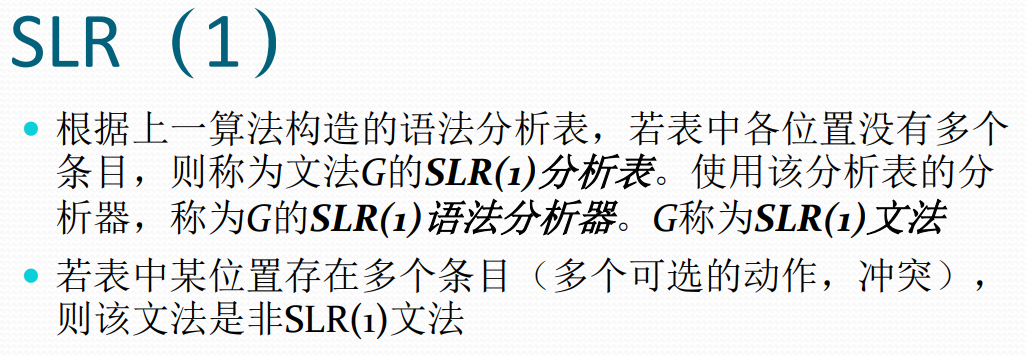 SLR（1）
根据上一算法构造的语法分析表，若表中各位置没有多个
条目，则称为文法G的SLR(1)分析表。使用该分析表的分
析器，称为G的SLR(1)语法分析器。G称为SLR(1)文法
若表中某位置存在多个条目（多个可选的动作，冲突），
则该文法是非SLR(1)文法